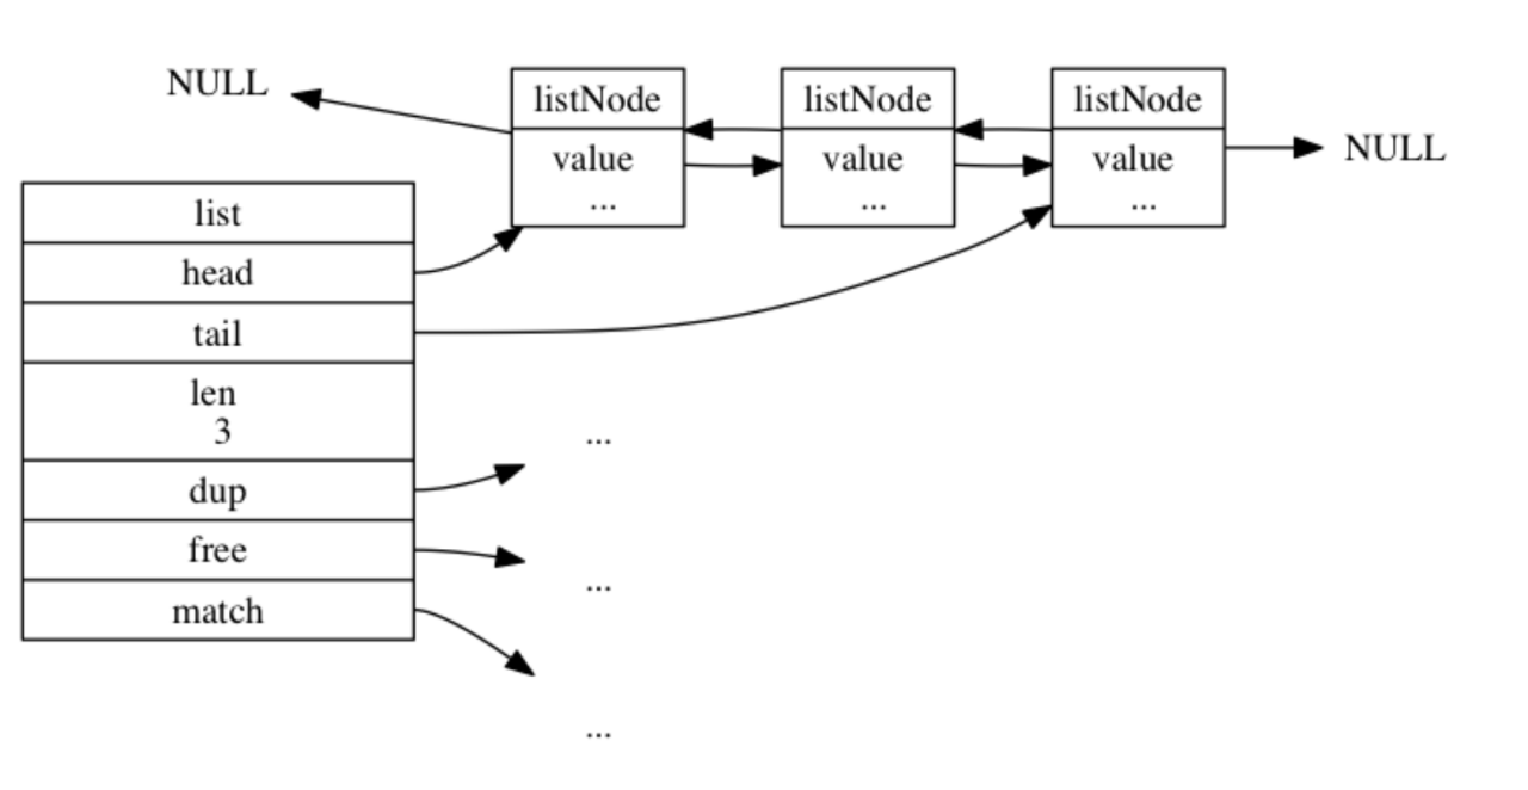 NULL
listNode
value
...
listNode
value
...
listNode
value
...
NULL
list
head
tail
len
3
dup
free
match
...
...
...